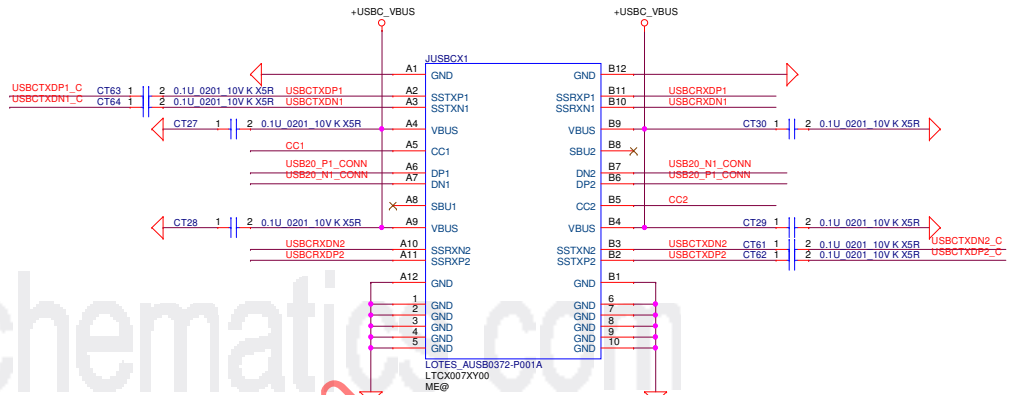 +USBC_VBUS +USBC_VBUS
JUSBCX1
A1 GND GND B12
USBCTXDP1_C CT63 1 2 0.1U_0201_10V K X5R USBCTXDP1 A2 SSTXP1 SSRXP1 B11 USBCRXDP1
USBCTXDN1_C CT64 1 2 0.1U_0201_10V K X5R USBCTXDN1 A3 SSTXN1 SSRXN1 B10 USBCRXDN1
CT27 1 2 0.1U_0201_10V K X5R A4 VBUS VBUS B9 CT30 1 2 0.1U_0201_10V K X5R
CC1 A5 CC1 SBU2 B8
USB20_P1_CONN A6 DP1 DN2 B7 USB20_N1_CONN
USB20_N1_CONN A7 DN1 DP2 B6 USB20_P1_CONN
A8 SBU1 CC2 B5 CC2
CT28 1 2 0.1U_0201_10V K X5R A9 VBUS VBUS B4 CT29 1 2 0.1U_0201_10V K X5R
USBCRXDN2 A10 SSRXN2 SSTXN2 B3 USBCTXDN2 CT61 1 2 0.1U_0201_10V K X5R USBCTXDN2_C
USBCRXDP2 A11 SSRXP2 SSTXP2 B2 USBCTXDP2 CT62 1 2 0.1U_0201_10V K X5R USBCTXDP2_C
A12 GND GND B1
1 GND GND 6
2 GND GND 7
3 GND GND 8
4 GND GND 9
5 GND GND 10
LOTES_AUSB0372-P001A
LTCX007XY00
ME@
chematics.com